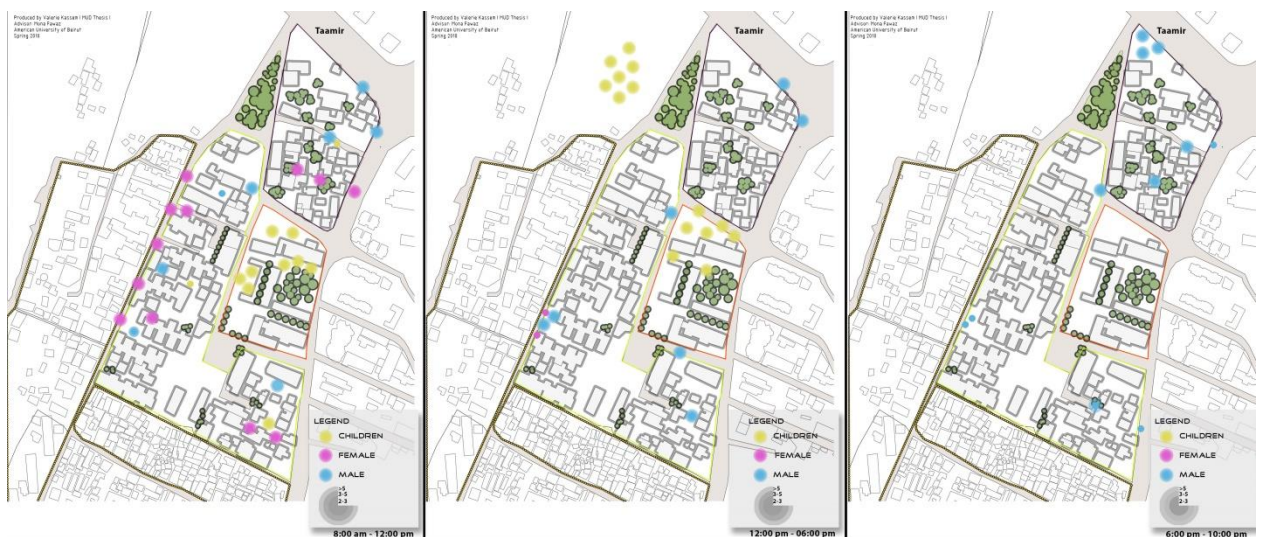 Produced by Valerie Kassem I MUD Thesis I
Advisor Mona Fawaz
American University of Beirut
Spring 2018
Taamir
LEGEND
CHILDREN
FEMALE
MALE
>5
3-5
2-3
8:00 am - 12:00 pm
Produced by Valerie Kassem I MUD Thesis I
Advisor Mona Fawaz
American University of Beirut
Spring 2018
Taamir
LEGEND
CHILDREN
FEMALE
MALE
>5
3-5
2-3
12:00 pm - 06:00 pm
Produced by Valerie Kassem I MUD Thesis I
Advisor Mona Fawaz
American University of Beirut
Spring 2018
Taamir
LEGEND
CHILDREN
FEMALE
MALE
>5
3-5
2-3
6:00 pm - 10:00 pm